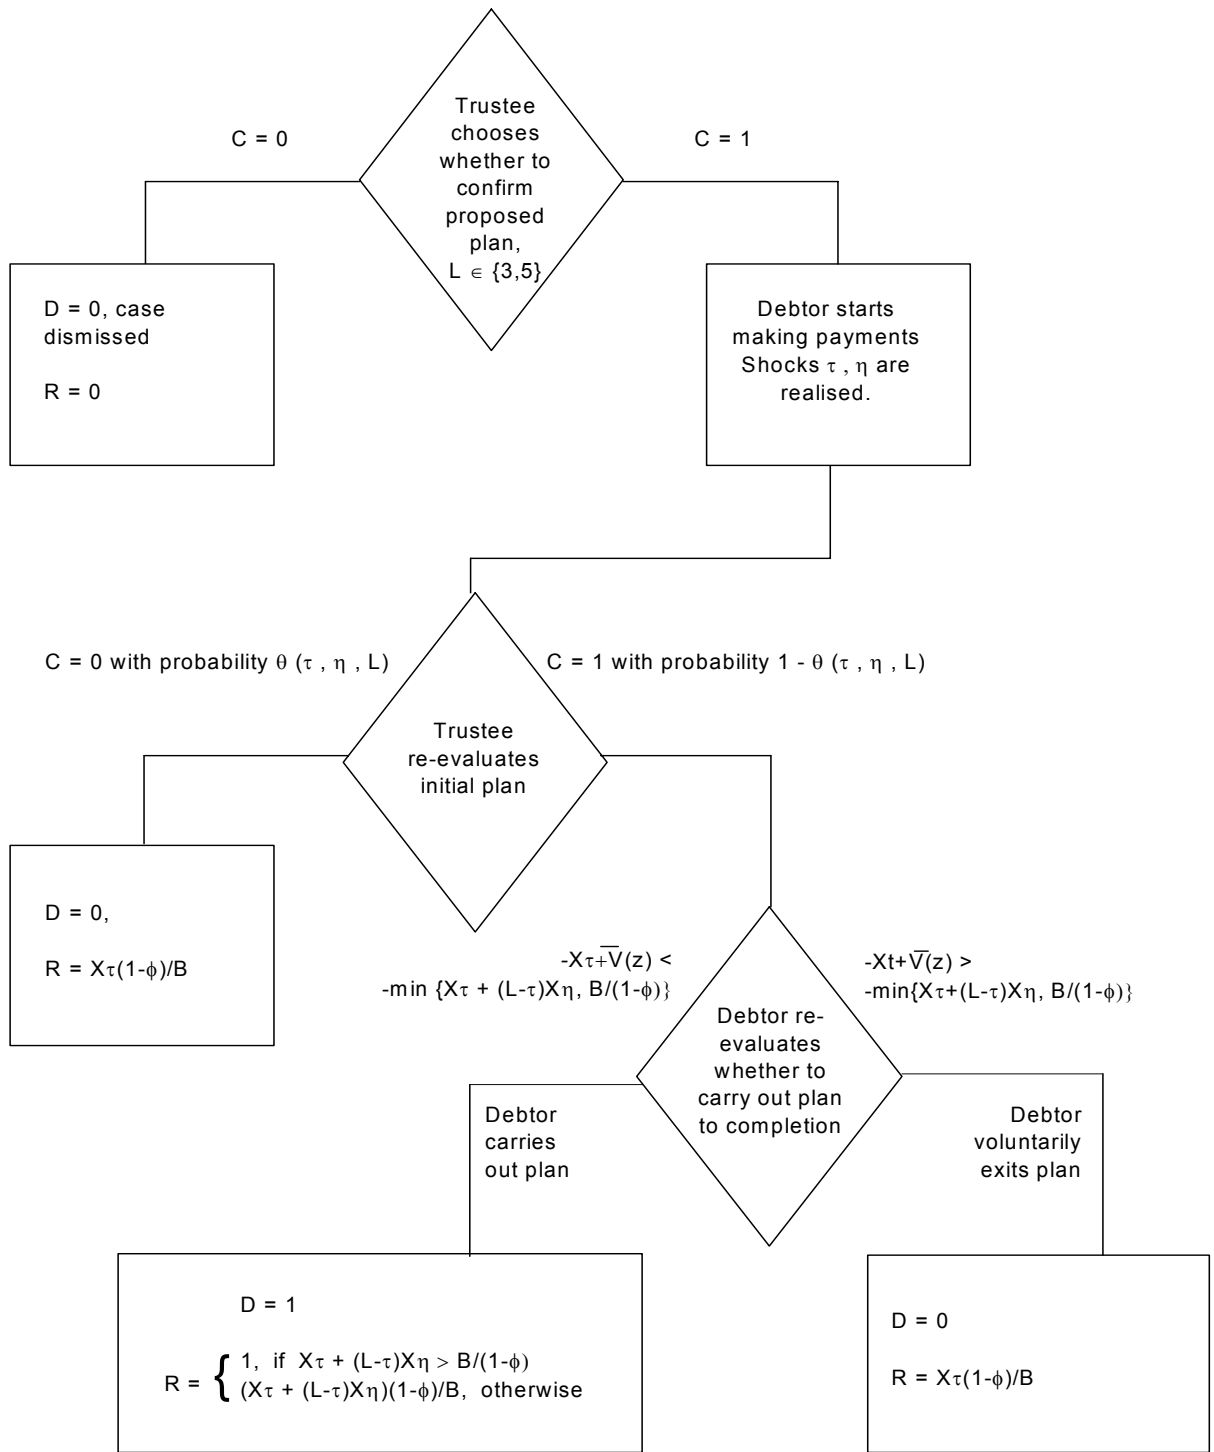 Trustee
chooses
whether to
confirm
proposed
plan,
L ∈ {3,5}
C = 0
C = 1
D = 0, case
dismissed
R = 0
Debtor starts
making payments
Shocks τ , η are
realised.
C = 0 with probability θ (τ , η , L)
C = 1 with probability 1 - θ (τ , η , L)
Trustee
re-evaluates
initial plan
D = 0,
R = Xτ(1-ϕ)/B
-Xτ+V̅(z) <
-min {Xτ + (L-τ)Xη, B/(1-ϕ)}
-Xt+V̅(z) >
-min{Xτ+(L-τ)Xη, B/(1-ϕ)}
Debtor re-
evaluates
whether to
carry out plan
to completion
Debtor
carries
out plan
Debtor
voluntarily
exits plan
D = 1
R = { 1, if Xτ + (L-τ)Xη > B/(1-ϕ)
(Xτ + (L-τ)Xη)(1-ϕ)/B, otherwise
D = 0
R = Xτ(1-ϕ)/B